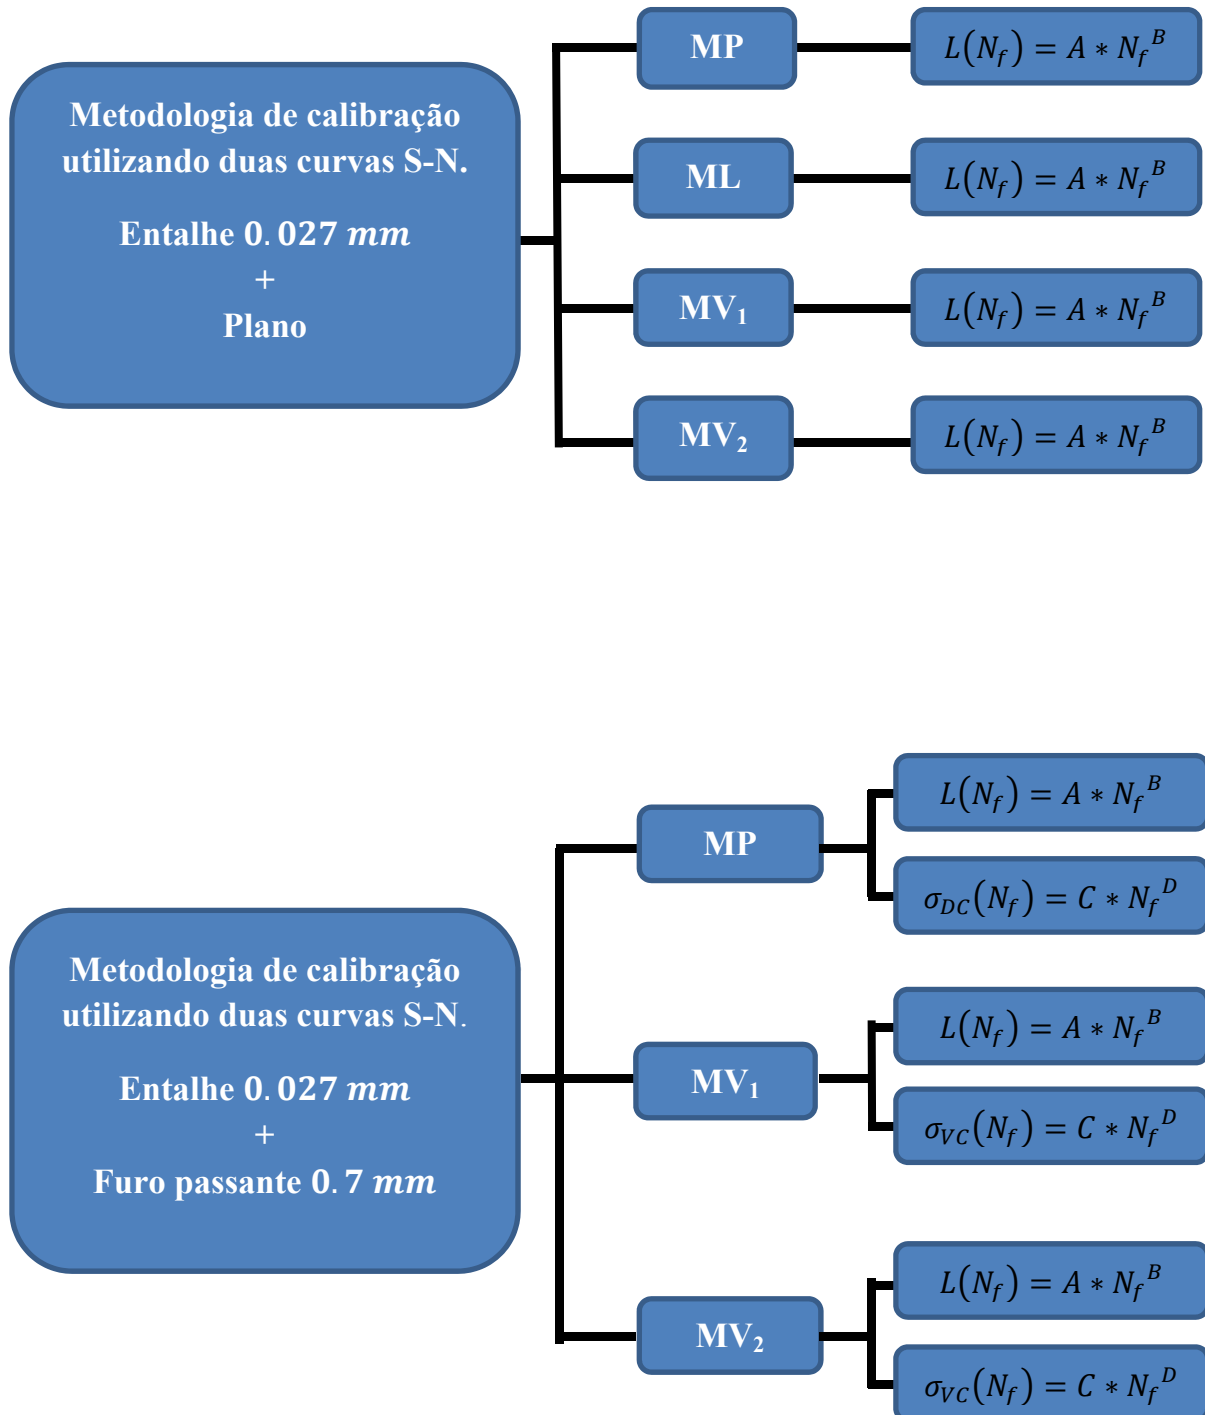 Metodologia de calibração
utilizando duas curvas S-N.
Entalhe 0.027 mm
+
Plano
MP
L(N_f) = A * N_f^B
ML
L(N_f) = A * N_f^B
MV₁
L(N_f) = A * N_f^B
MV₂
L(N_f) = A * N_f^B
Metodologia de calibração
utilizando duas curvas S-N.
Entalhe 0.027 mm
+
Furo passante 0.7 mm
MP
L(N_f) = A * N_f^B
σ_DC(N_f) = C * N_f^D
MV₁
L(N_f) = A * N_f^B
σ_VC(N_f) = C * N_f^D
MV₂
L(N_f) = A * N_f^B
σ_VC(N_f) = C * N_f^D